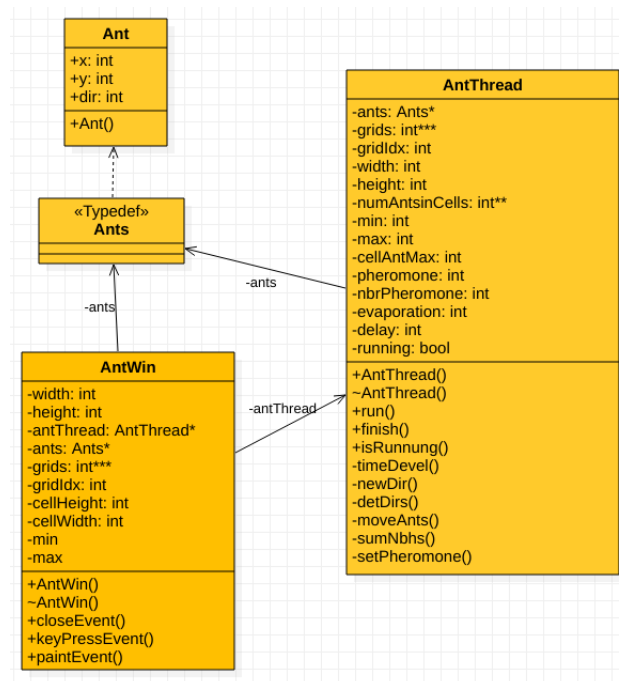 Ant
+x: int
+y: int
+dir: int
+Ant()
«Typedef»
Ants
-ants
-ants
AntWin
-width: int
-height: int
-antThread: AntThread*
-ants: Ants*
-grids: int***
-gridIdx: int
-cellHeight: int
-cellWidth: int
-min
-max
+AntWin()
~AntWin()
+closeEvent()
+keyPressEvent()
+paintEvent()
-antThread
AntThread
-ants: Ants*
-grids: int***
-gridIdx: int
-width: int
-height: int
-numAntsinCells: int**
-min: int
-max: int
-cellAntMax: int
-pheromone: int
-nbrPheromone: int
-evaporation: int
-delay: int
-running: bool
+AntThread()
~AntThread()
+run()
+finish()
+isRunnung()
-timeDevel()
-newDir()
-detDirs()
-moveAnts()
-sumNbhs()
-setPheromone()